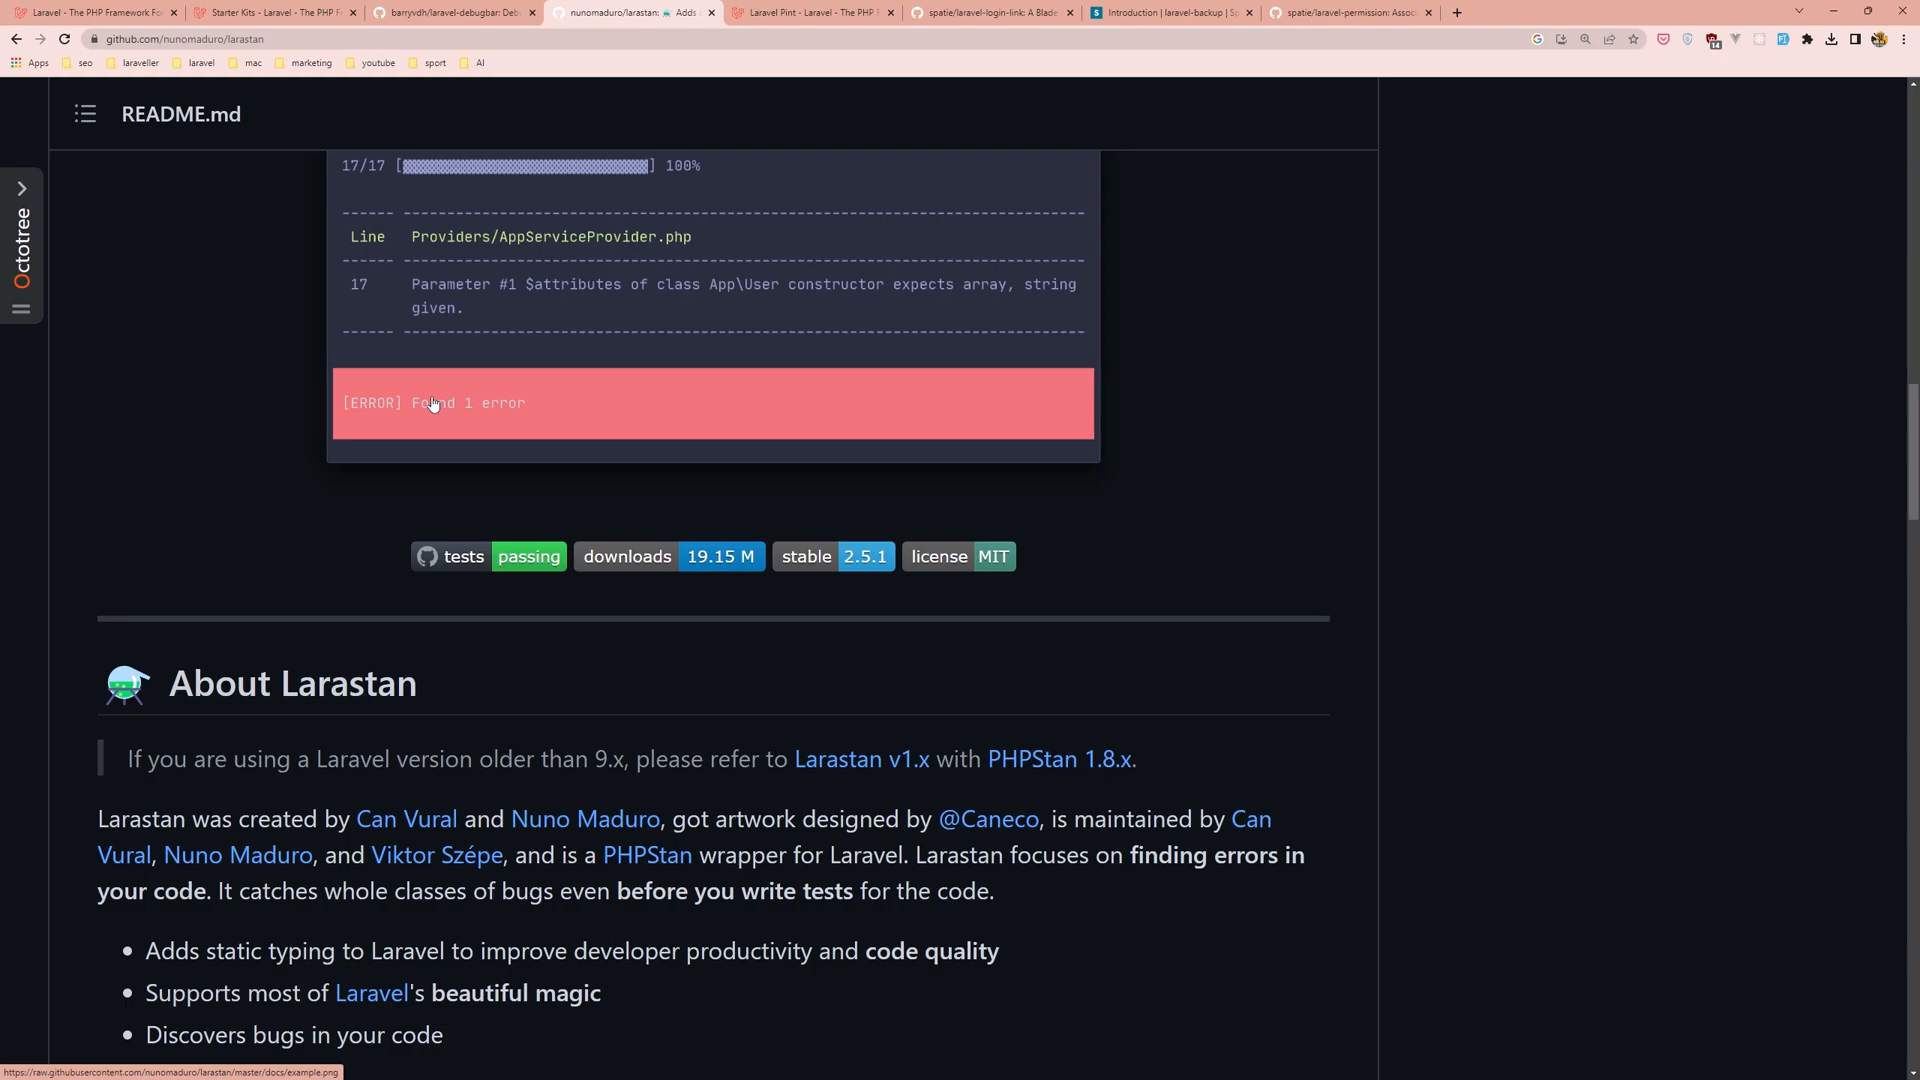 Laravel - The PHP Framework Fo
Starter Kits - Laravel - The PHP F
barryvdh/laravel-debugbar: Deb
nunomaduro/larastan: Adds
Laravel Pint - Laravel - The PHP F
spatie/laravel-login-link: A Blade
Introduction | laravel-backup | Sp
spatie/laravel-permission: Assoc
github.com/nunomaduro/larastan
14
Apps seo laraveller laravel mac marketing youtube sport AI
README.md
Octotree
17/17 [ ] 100%
Line Providers/AppServiceProvider.php
17 Parameter #1 $attributes of class App\User constructor expects array, string
given.
[ERROR] Found 1 error
tests passing downloads 19.15 M stable 2.5.1 license MIT
About Larastan
If you are using a Laravel version older than 9.x, please refer to Larastan v1.x with PHPStan 1.8.x.
Larastan was created by Can Vural and Nuno Maduro, got artwork designed by @Caneco, is maintained by Can
Vural, Nuno Maduro, and Viktor Szépe, and is a PHPStan wrapper for Laravel. Larastan focuses on finding errors in
your code. It catches whole classes of bugs even before you write tests for the code.
• Adds static typing to Laravel to improve developer productivity and code quality
• Supports most of Laravel's beautiful magic
• Discovers bugs in your code
https://raw.githubusercontent.com/nunomaduro/larastan/master/docs/example.png